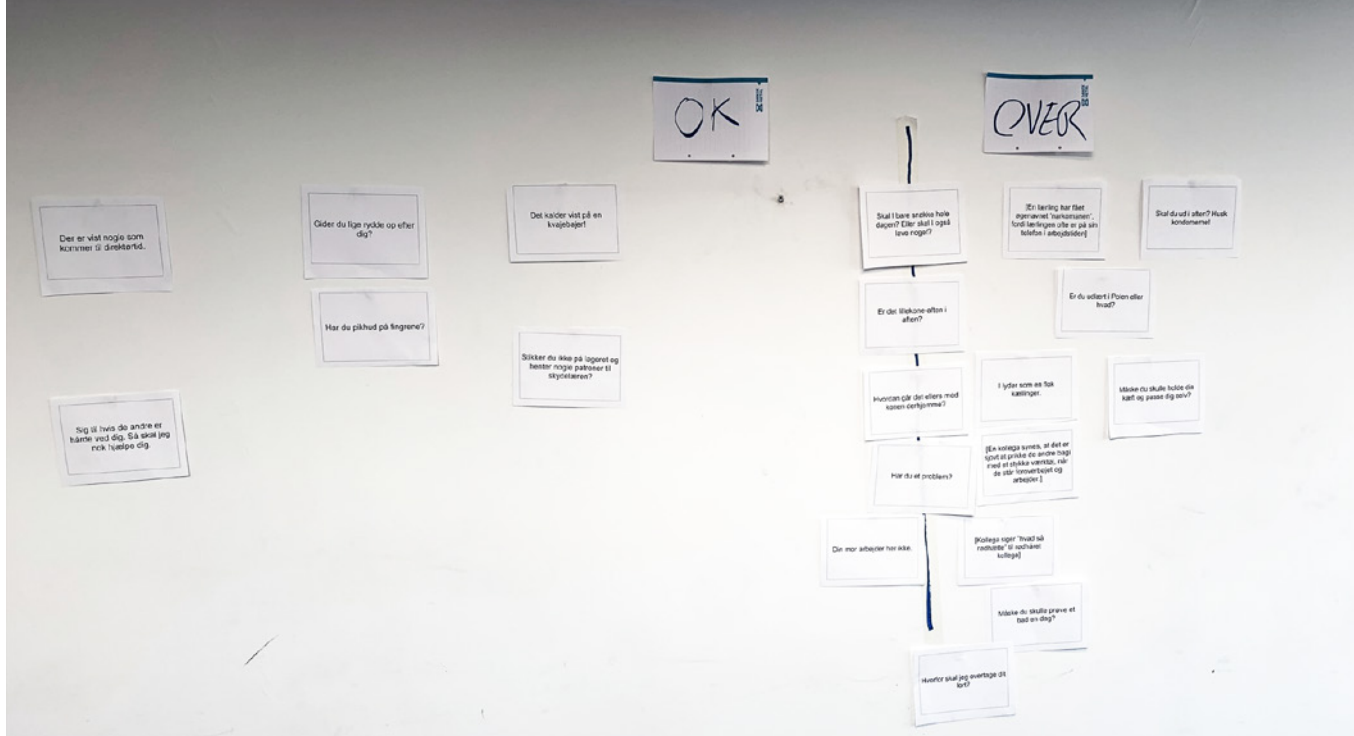 OK
OVER
Der er vist nogle som
kommer til direktørtid.
Gider du lige rydde op efter
dig?
Det kalder vist på en
kvajebajer!
Skal I bare snakke hele
dagen? Eller skal I også
lave noget?
[En lærling har fået
øgenavnet "narkomanen",
fordi lærlingen ofte er på sin
telefon i arbejdstiden]
Skal du ud i aften? Husk
kondomerne!
Har du pikhud på fingrene?
Er det lillekone-aften i
aften?
Er du udlært i Polen eller
hvad?
Stikker du ikke på lageret og
henter nogle patroner til
skydelæren?
Hvordan går det ellers med
konen derhjemme?
I lyder som en flok
kællinger.
Måske du skulle holde din
kæft og passe dig selv?
Sig til hvis de andre er
hårde ved dig. Så skal jeg
nok hjælpe dig.
Har du et problem?
[En kollega synes, at det er
sjovt at prikke de andre bagi
med et stykke værktøj, når
de står foroverbøjet og
arbejder.]
Din mor arbejder her ikke.
[Kollega siger "hvad så
rødhætte" til rødhåret
kollega]
Måske du skulle prøve et
bad en dag?
Hvorfor skal jeg overtage dit
lort?